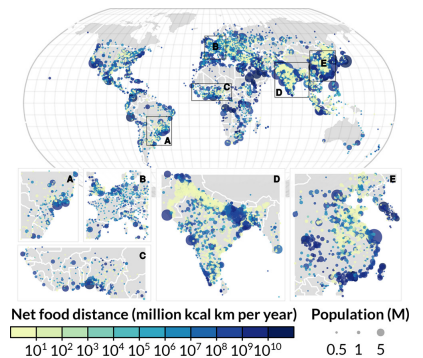 B
E
C
D
A
A
B
D
E
C
Net food distance (million kcal km per year)
Population (M)
10¹ 10² 10³ 10⁴ 10⁵ 10⁶ 10⁷ 10⁸ 10⁹ 10¹⁰
0.5 1 5